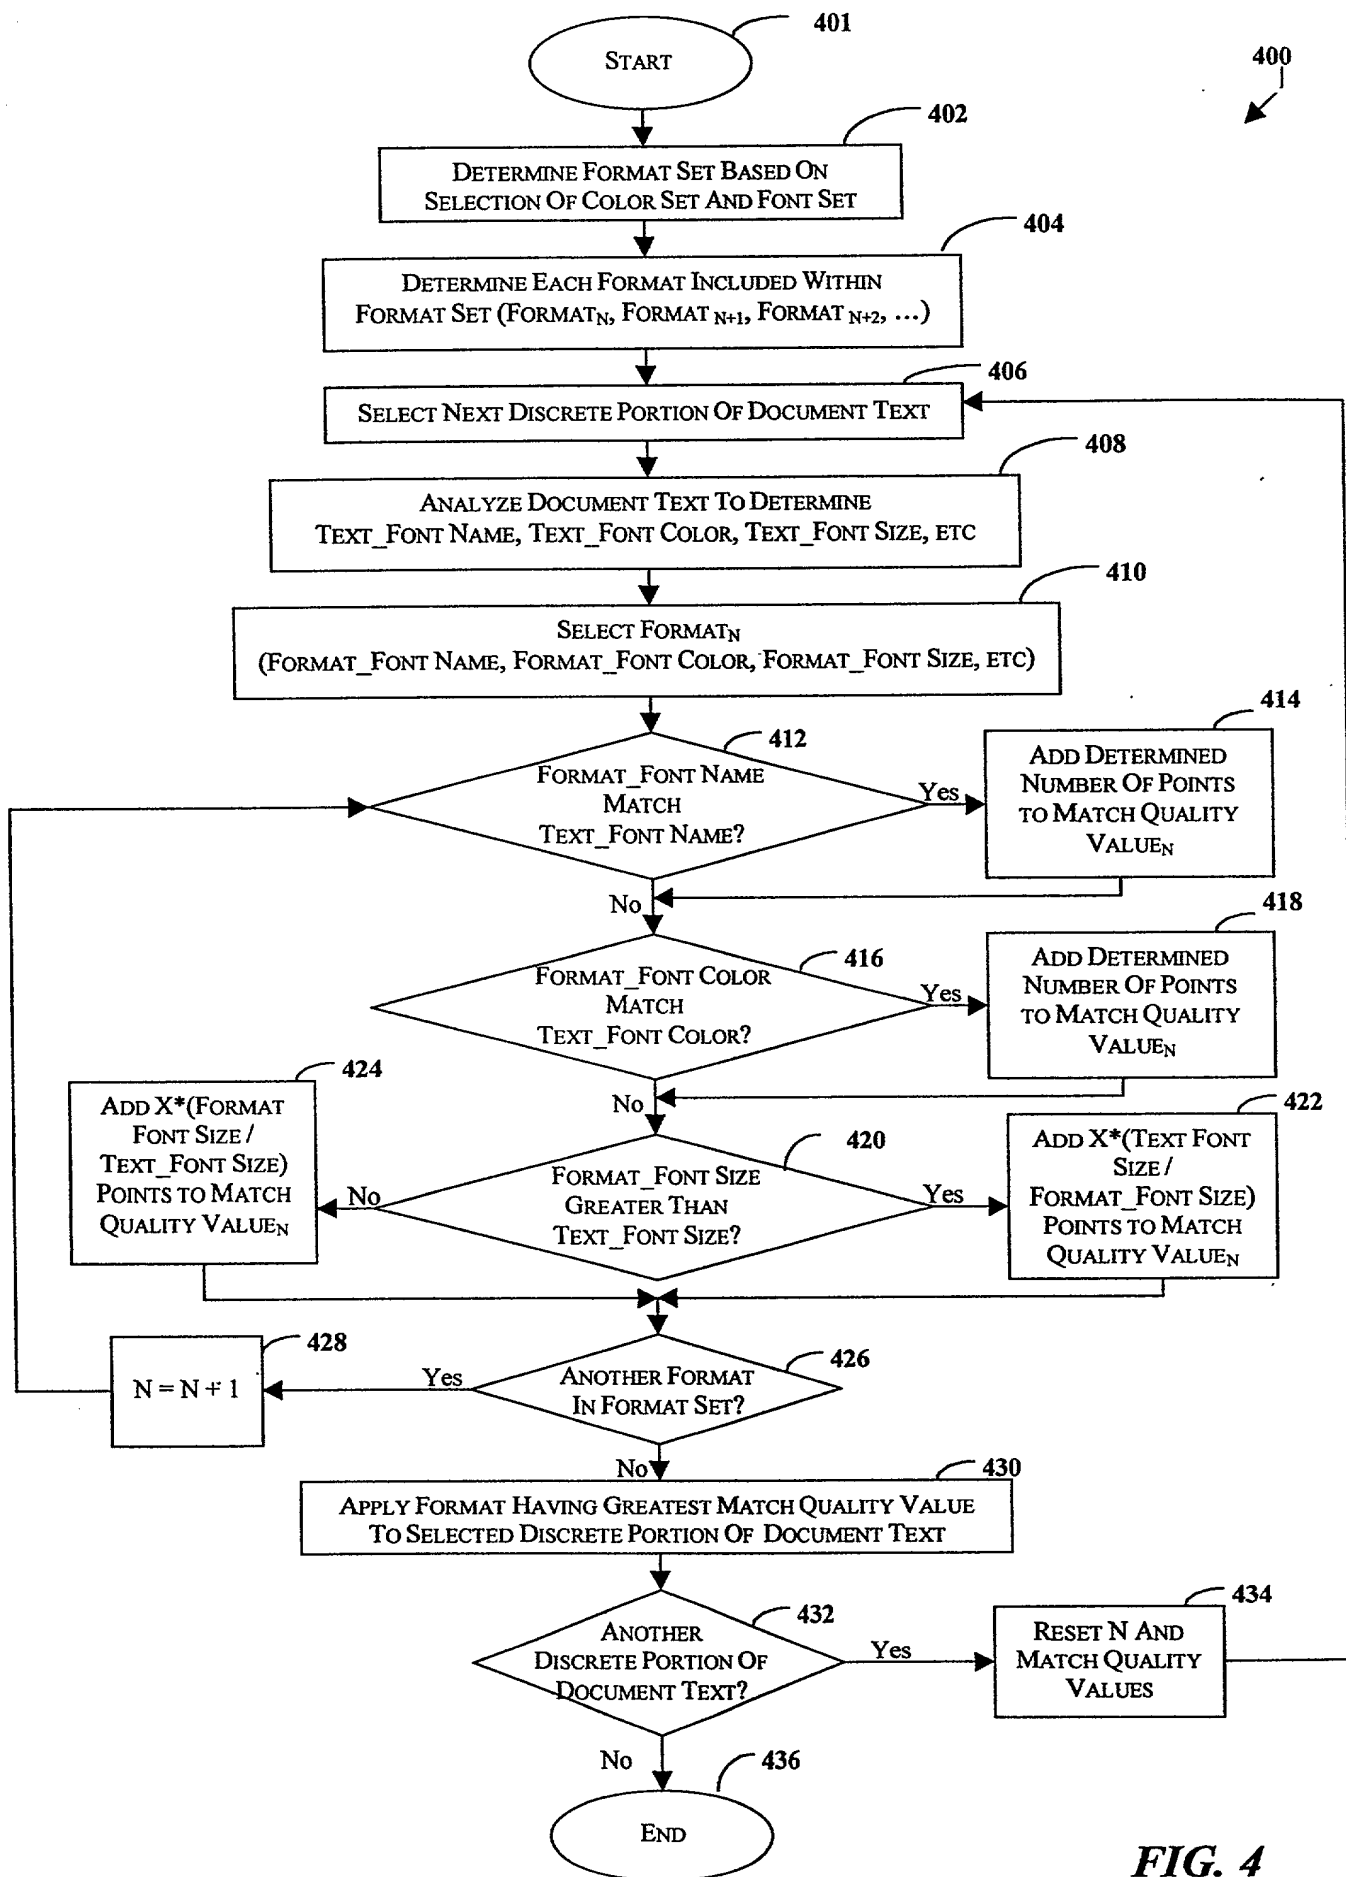 401
START
400
402
DETERMINE FORMAT SET BASED ON
SELECTION OF COLOR SET AND FONT SET
404
DETERMINE EACH FORMAT INCLUDED WITHIN
FORMAT SET (FORMATN, FORMAT N+1, FORMAT N+2, ...)
406
SELECT NEXT DISCRETE PORTION OF DOCUMENT TEXT
408
ANALYZE DOCUMENT TEXT TO DETERMINE
TEXT_FONT NAME, TEXT_FONT COLOR, TEXT_FONT SIZE, ETC
410
SELECT FORMATN
(FORMAT_FONT NAME, FORMAT_FONT COLOR, FORMAT_FONT SIZE, ETC)
412
FORMAT_FONT NAME
MATCH
TEXT_FONT NAME?
Yes
414
ADD DETERMINED
NUMBER OF POINTS
TO MATCH QUALITY
VALUEN
No
416
FORMAT_FONT COLOR
MATCH
TEXT_FONT COLOR?
Yes
418
ADD DETERMINED
NUMBER OF POINTS
TO MATCH QUALITY
VALUEN
No
424
ADD X*(FORMAT
FONT SIZE /
TEXT_FONT SIZE)
POINTS TO MATCH
QUALITY VALUEN
No
420
FORMAT_FONT SIZE
GREATER THAN
TEXT_FONT SIZE?
Yes
422
ADD X*(TEXT FONT
SIZE /
FORMAT_FONT SIZE)
POINTS TO MATCH
QUALITY VALUEN
428
N = N + 1
Yes
426
ANOTHER FORMAT
IN FORMAT SET?
No
430
APPLY FORMAT HAVING GREATEST MATCH QUALITY VALUE
TO SELECTED DISCRETE PORTION OF DOCUMENT TEXT
432
ANOTHER
DISCRETE PORTION OF
DOCUMENT TEXT?
Yes
434
RESET N AND
MATCH QUALITY
VALUES
No
436
END
FIG. 4